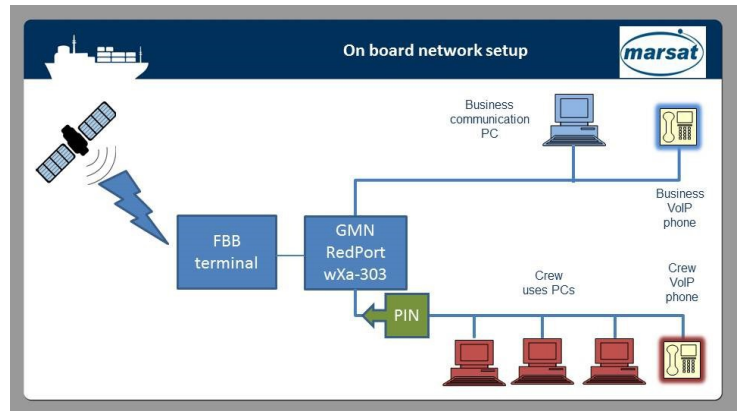 On board network setup
marsat
Business
communication
PC
Business
VoIP
phone
FBB
terminal
GMN
RedPort
wXa-303
Crew
uses PCs
Crew
VoIP
phone
PIN